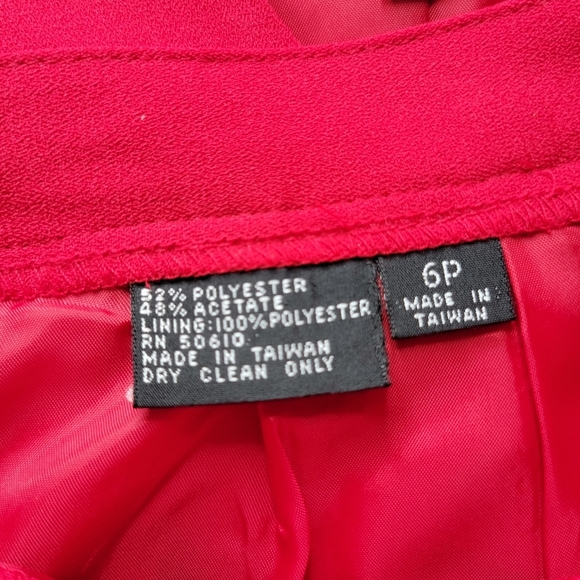 52% POLYESTER
48% ACETATE
LINING:100%POLYESTER
RN 50610
MADE IN TAIWAN
DRY CLEAN ONLY
6P
MADE IN
TAIWAN